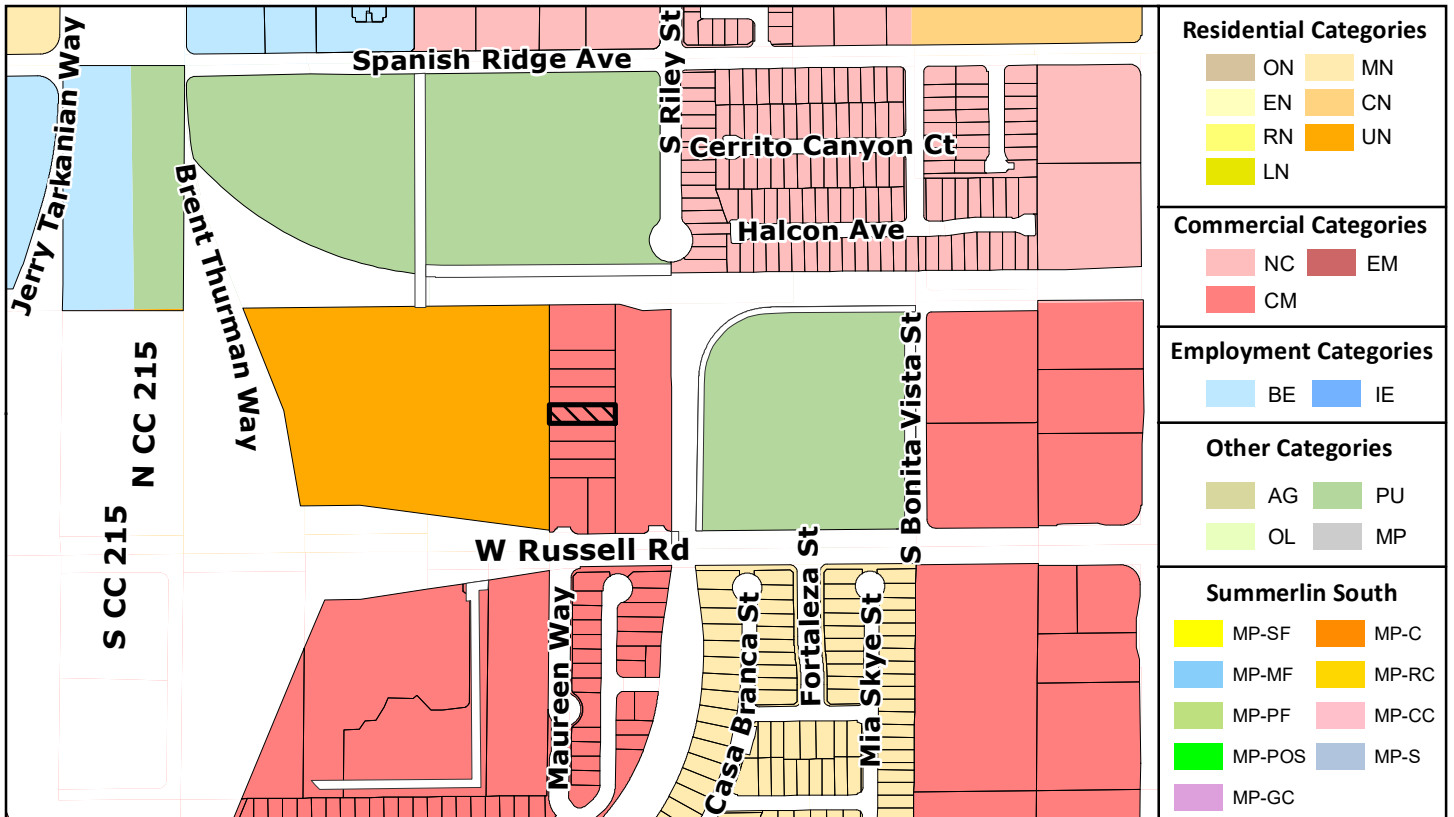 Spanish Ridge Ave
Jerry Tarkanian Way
S Riley St
Cerrito Canyon Ct
Brent Thurman Way
Halcon Ave
N CC 215
S CC 215
S Bonita Vista St
W Russell Rd
Maureen Way
Casa Branca St
Fortaleza St
Mia Skye St
Residential Categories
ON MN
EN CN
RN UN
LN
Commercial Categories
NC EM
CM
Employment Categories
BE IE
Other Categories
AG PU
OL MP
Summerlin South
MP-SF MP-C
MP-MF MP-RC
MP-PF MP-CC
MP-POS MP-S
MP-GC